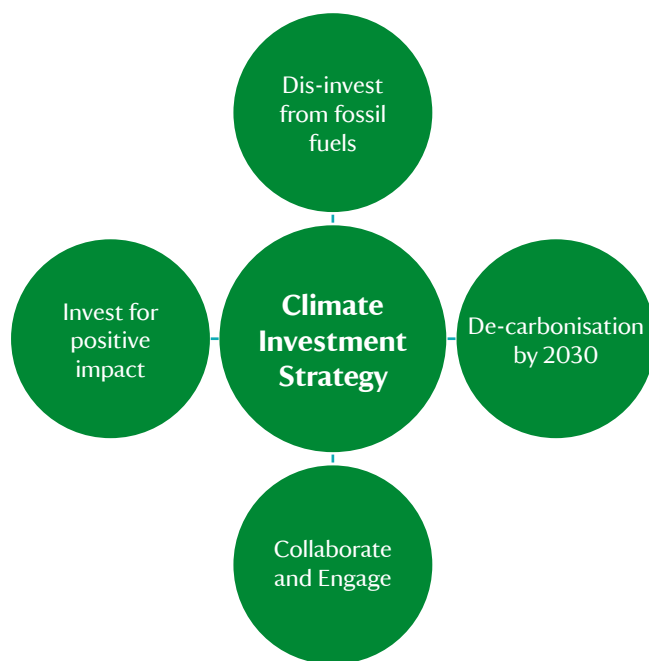 Dis-invest
from fossil
fuels
Invest for
positive
impact
Climate
Investment
Strategy
De-carbonisation
by 2030
Collaborate
and Engage